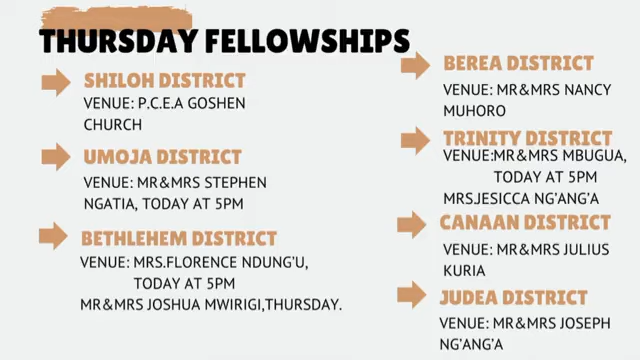 THURSDAY FELLOWSHIPS
SHILOH DISTRICT
VENUE: P.C.E.A GOSHEN
CHURCH
UMOJA DISTRICT
VENUE: MR&MRS STEPHEN
NGATIA, TODAY AT 5PM
BETHLEHEM DISTRICT
VENUE: MRS.FLORENCE NDUNG'U,
TODAY AT 5PM
MR&MRS JOSHUA MWIRIGI,THURSDAY.
BEREA DISTRICT
VENUE: MR&MRS NANCY
MUHORO
TRINITY DISTRICT
VENUE:MR&MRS MBUGUA,
TODAY AT 5PM
MRS.JESICCA NG'ANG'A
CANAAN DISTRICT
VENUE: MR&MRS JULIUS
KURIA
JUDEA DISTRICT
VENUE: MR&MRS JOSEPH
NG'ANG'A